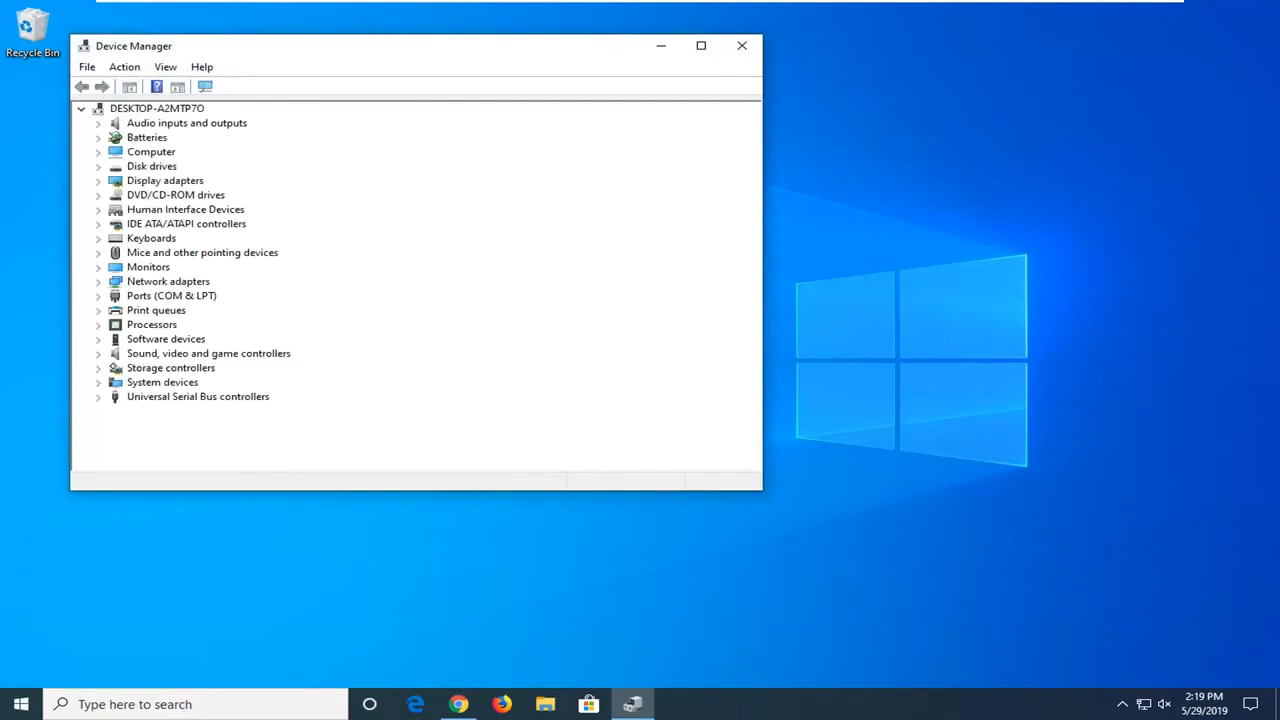 Recycle Bin
Device Manager
File Action View Help
DESKTOP-A2MTP7O
Audio inputs and outputs
Batteries
Computer
Disk drives
Display adapters
DVD/CD-ROM drives
Human Interface Devices
IDE ATA/ATAPI controllers
Keyboards
Mice and other pointing devices
Monitors
Network adapters
Ports (COM & LPT)
Print queues
Processors
Software devices
Sound, video and game controllers
Storage controllers
System devices
Universal Serial Bus controllers
Type here to search
2:19 PM
5/29/2019